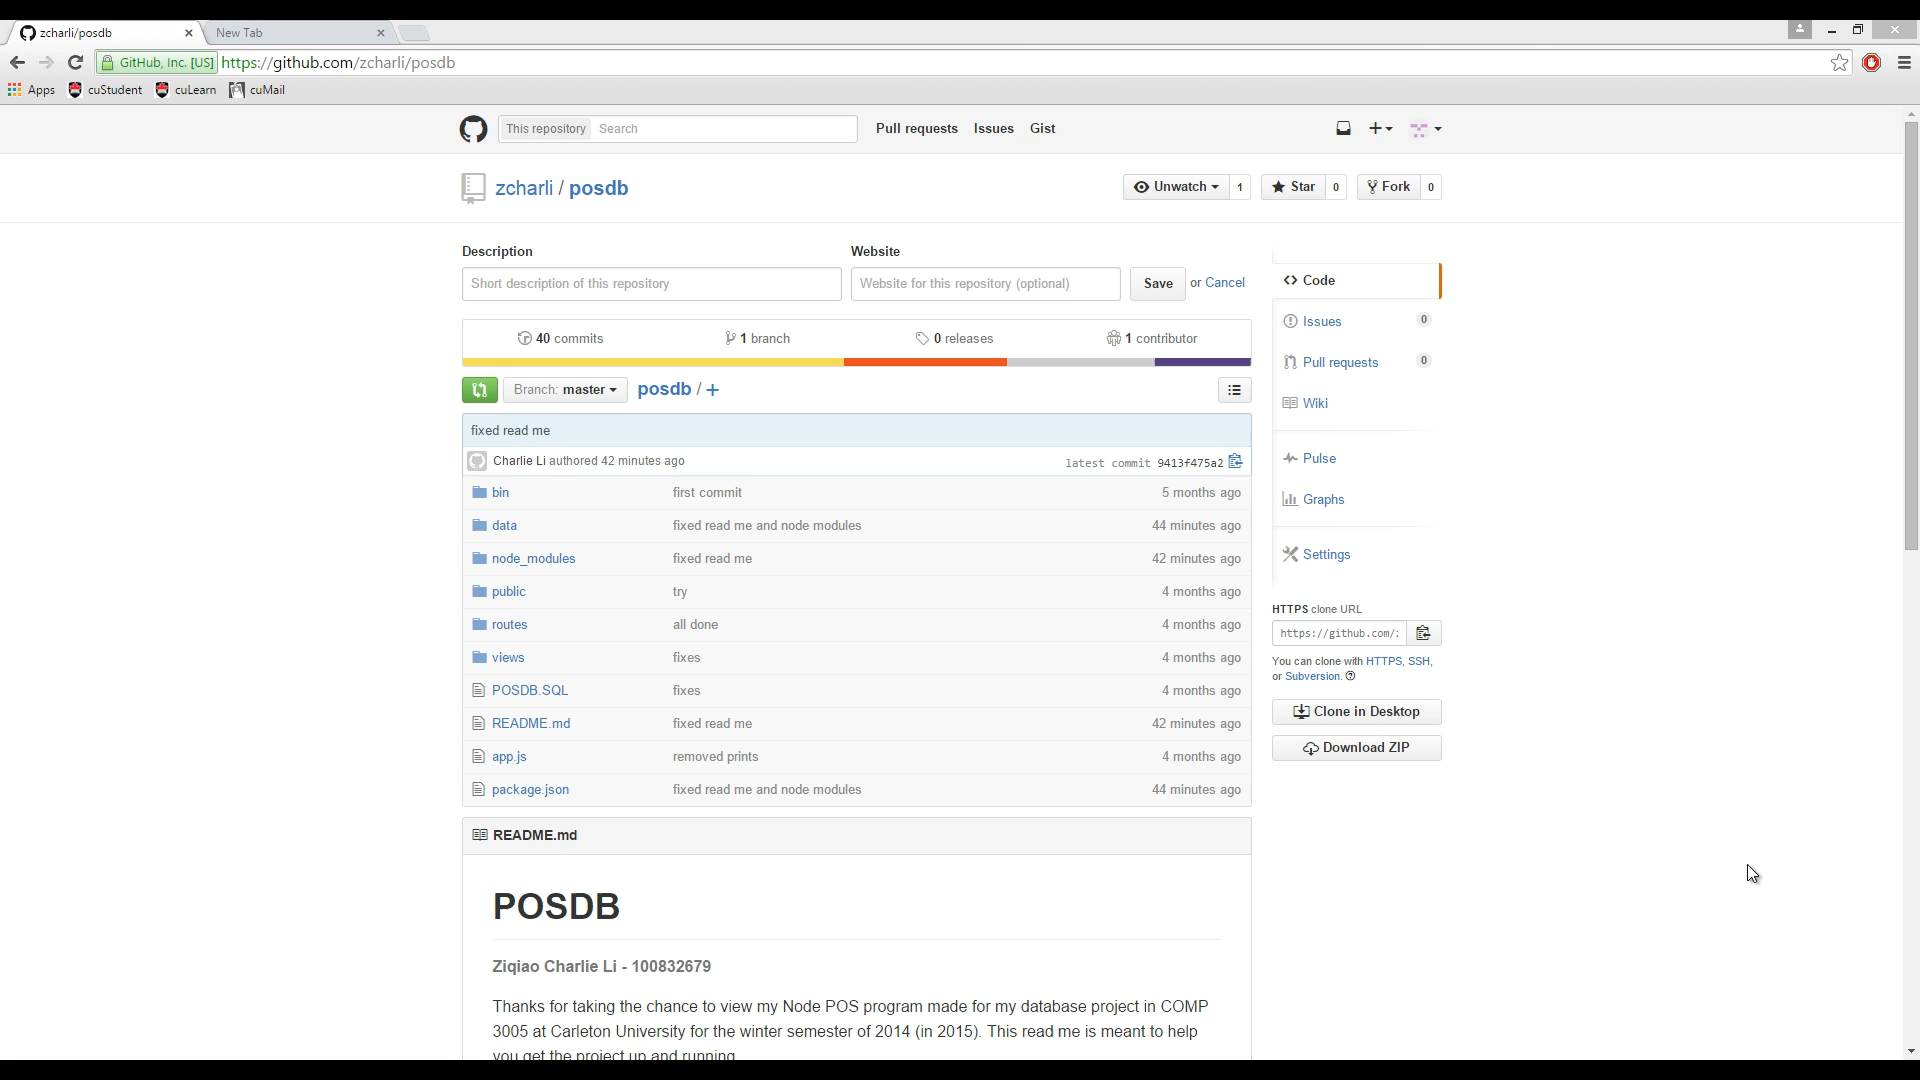 zcharli/posdb
New Tab
GitHub, Inc. [US] https://github.com/zcharli/posdb
Apps cuStudent cuLearn cuMail
This repository Search Pull requests Issues Gist
zcharli / posdb Unwatch 1 Star 0 Fork 0
Description Website
Short description of this repository Website for this repository (optional) Save or Cancel
Code
40 commits 1 branch 0 releases 1 contributor
Issues 0
Pull requests 0
Wiki
Pulse
Graphs
Settings
Branch: master posdb / +
fixed read me
Charlie Li authored 42 minutes ago latest commit 9413f475a2
bin first commit 5 months ago
data fixed read me and node modules 44 minutes ago
node_modules fixed read me 42 minutes ago
public try 4 months ago
routes all done 4 months ago
views fixes 4 months ago
POSDB.SQL fixes 4 months ago
README.md fixed read me 42 minutes ago
app.js removed prints 4 months ago
package.json fixed read me and node modules 44 minutes ago
HTTPS clone URL
https://github.com/
You can clone with HTTPS, SSH,
or Subversion.
Clone in Desktop
Download ZIP
README.md
POSDB
Ziqiao Charlie Li - 100832679
Thanks for taking the chance to view my Node POS program made for my database project in COMP
3005 at Carleton University for the winter semester of 2014 (in 2015). This read me is meant to help
you get the project up and running.